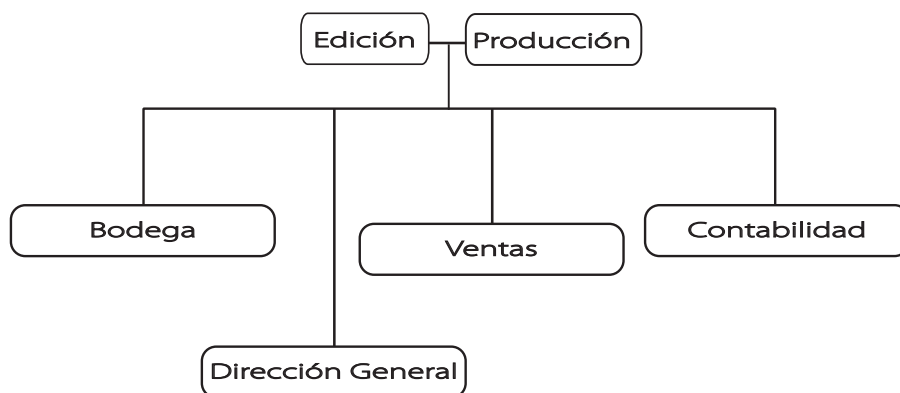 Edición
Producción
Bodega
Ventas
Contabilidad
Dirección General